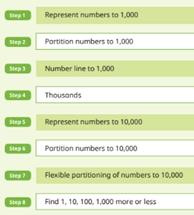 Step 1 Represent numbers to 1,000
Step 2 Partition numbers to 1,000
Step 3 Number line to 1,000
Step 4 Thousands
Step 5 Represent numbers to 10,000
Step 6 Partition numbers to 10,000
Step 7 Flexible partitioning of numbers to 10,000
Step 8 Find 1, 10, 100, 1,000 more or less